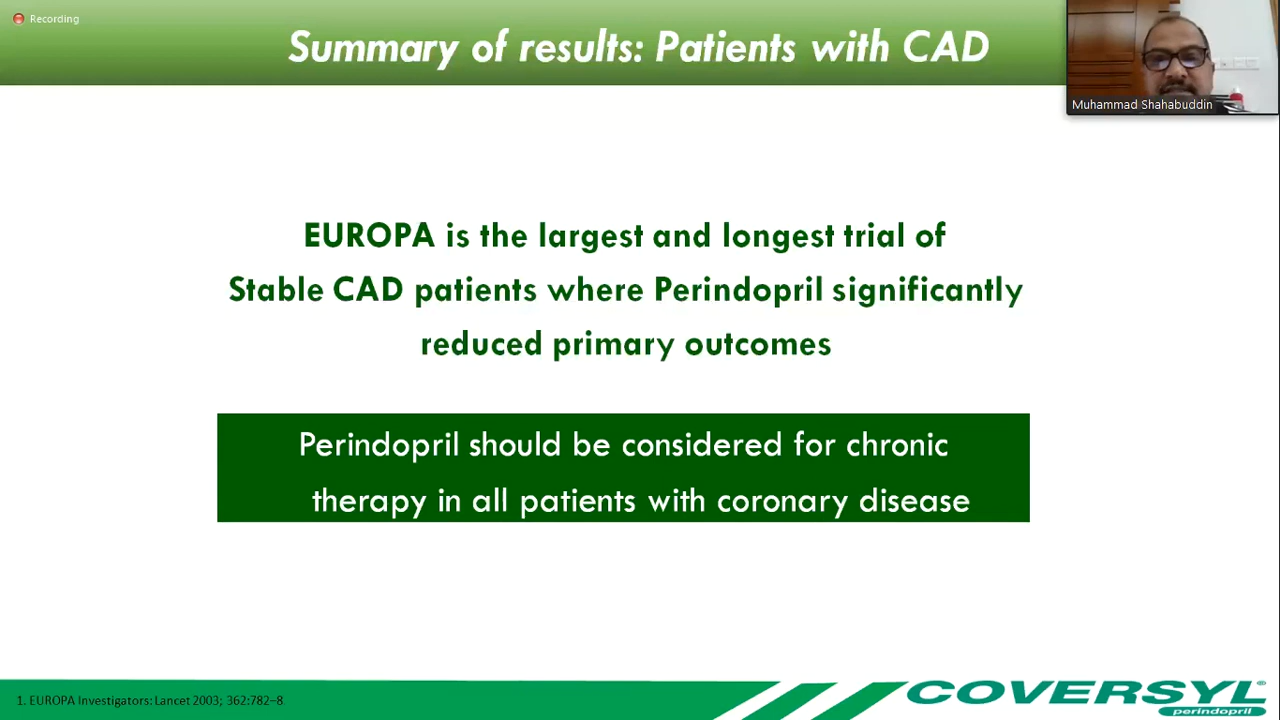 Recording
Summary of results: Patients with CAD
Muhammad Shahabuddin
EUROPA is the largest and longest trial of
Stable CAD patients where Perindopril significantly
reduced primary outcomes
Perindopril should be considered for chronic
therapy in all patients with coronary disease
1. EUROPA Investigators: Lancet 2003; 362:782–8
COVERSYL®
perindopril